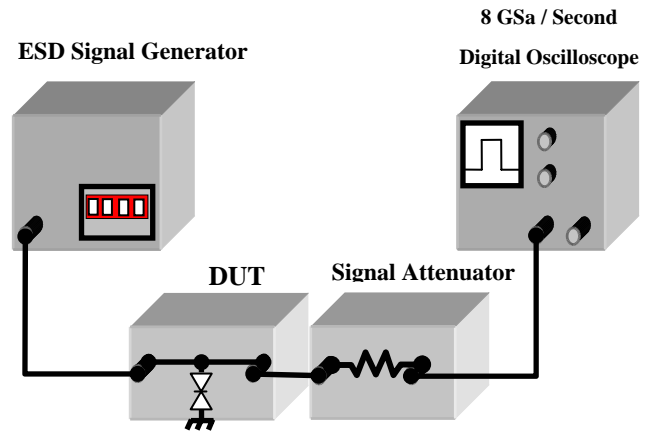 8 GSa / Second
ESD Signal Generator
Digital Oscilloscope
DUT
Signal Attenuator